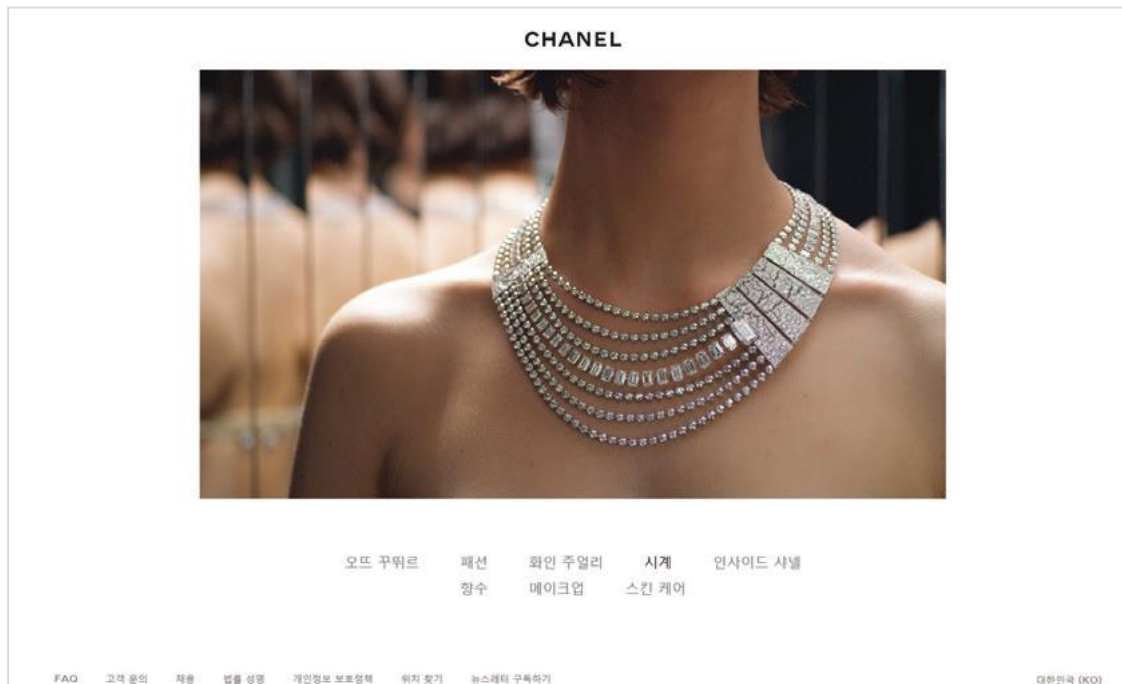 CHANEL
오뜨 꾸뛰르 패션 화인 주얼리 시계 인사이드 샤넬
향수 메이크업 스킨 케어
FAQ 고객 문의 채용 법률 성명 개인정보 보호정책 위치 찾기 뉴스레터 구독하기 대한민국 (KO)